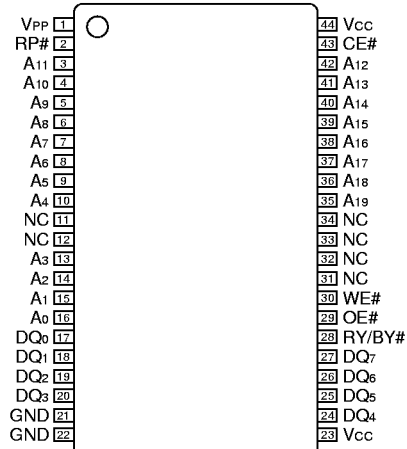 VPP 1 44 VCC
RP# 2 43 CE#
A11 3 42 A12
A10 4 41 A13
A9 5 40 A14
A8 6 39 A15
A7 7 38 A16
A6 8 37 A17
A5 9 36 A18
A4 10 35 A19
NC 11 34 NC
NC 12 33 NC
A3 13 32 NC
A2 14 31 NC
A1 15 30 WE#
A0 16 29 OE#
DQ0 17 28 RY/BY#
DQ1 18 27 DQ7
DQ2 19 26 DQ6
DQ3 20 25 DQ5
GND 21 24 DQ4
GND 22 23 VCC